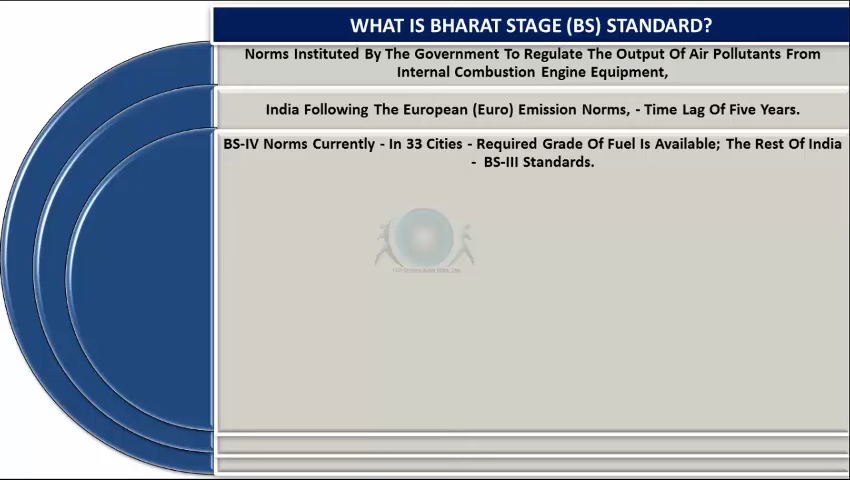 WHAT IS BHARAT STAGE (BS) STANDARD?
Norms Instituted By The Government To Regulate The Output Of Air Pollutants From
Internal Combustion Engine Equipment,
India Following The European (Euro) Emission Norms, - Time Lag Of Five Years.
BS-IV Norms Currently - In 33 Cities - Required Grade Of Fuel Is Available; The Rest Of India
- BS-III Standards.